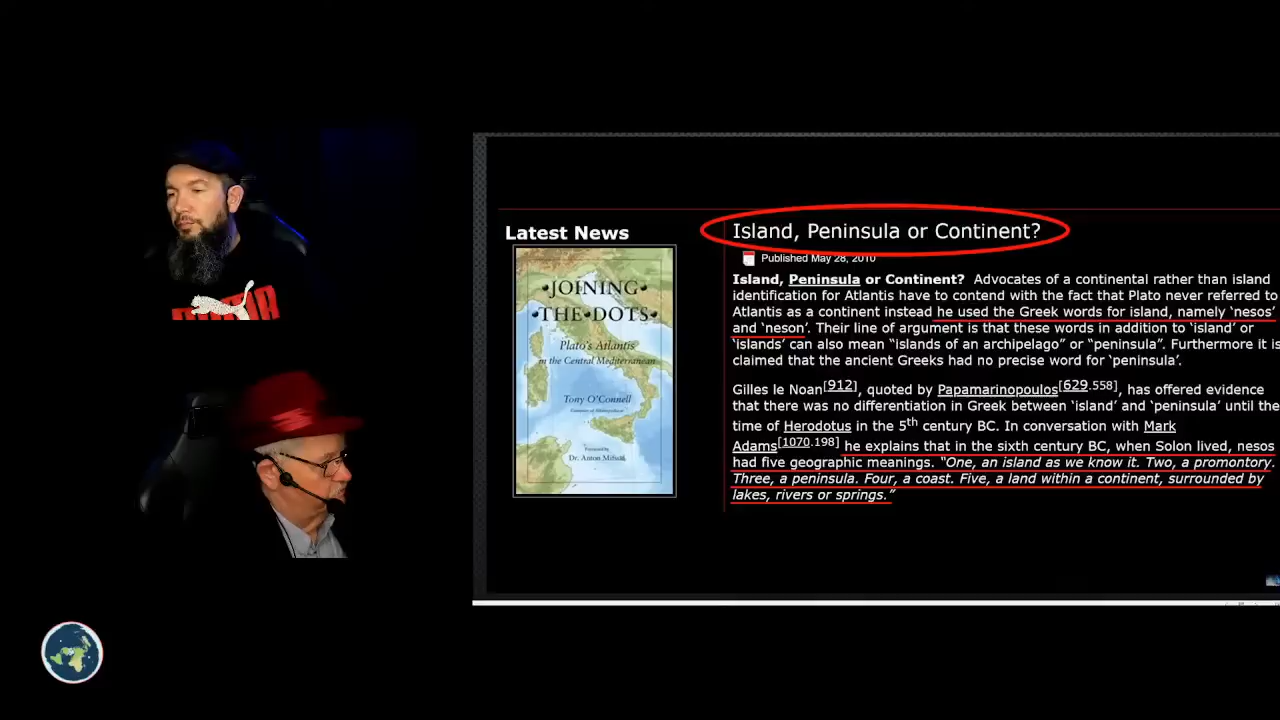 PUMA
Latest News
•JOINING•
•THE•DOTS•
Plato's Atlantis
in the Central Mediterranean
Tony O'Connell
Foreword by
Dr. Anton Mifsud
Island, Peninsula or Continent?
Published May 28, 2010
Island, Peninsula or Continent? Advocates of a continental rather than island
identification for Atlantis have to contend with the fact that Plato never referred to
Atlantis as a continent instead he used the Greek words for island, namely ‘nesos’
and ‘neson’. Their line of argument is that these words in addition to ‘island’ or
‘islands’ can also mean “islands of an archipelago” or “peninsula”. Furthermore it is
claimed that the ancient Greeks had no precise word for ‘peninsula’.
Gilles le Noan[912], quoted by Papamarinopoulos[629.558], has offered evidence
that there was no differentiation in Greek between ‘island’ and ‘peninsula’ until the
time of Herodotus in the 5th century BC. In conversation with Mark
Adams[1070.198] he explains that in the sixth century BC, when Solon lived, nesos
had five geographic meanings. “One, an island as we know it. Two, a promontory.
Three, a peninsula. Four, a coast. Five, a land within a continent, surrounded by
lakes, rivers or springs.”